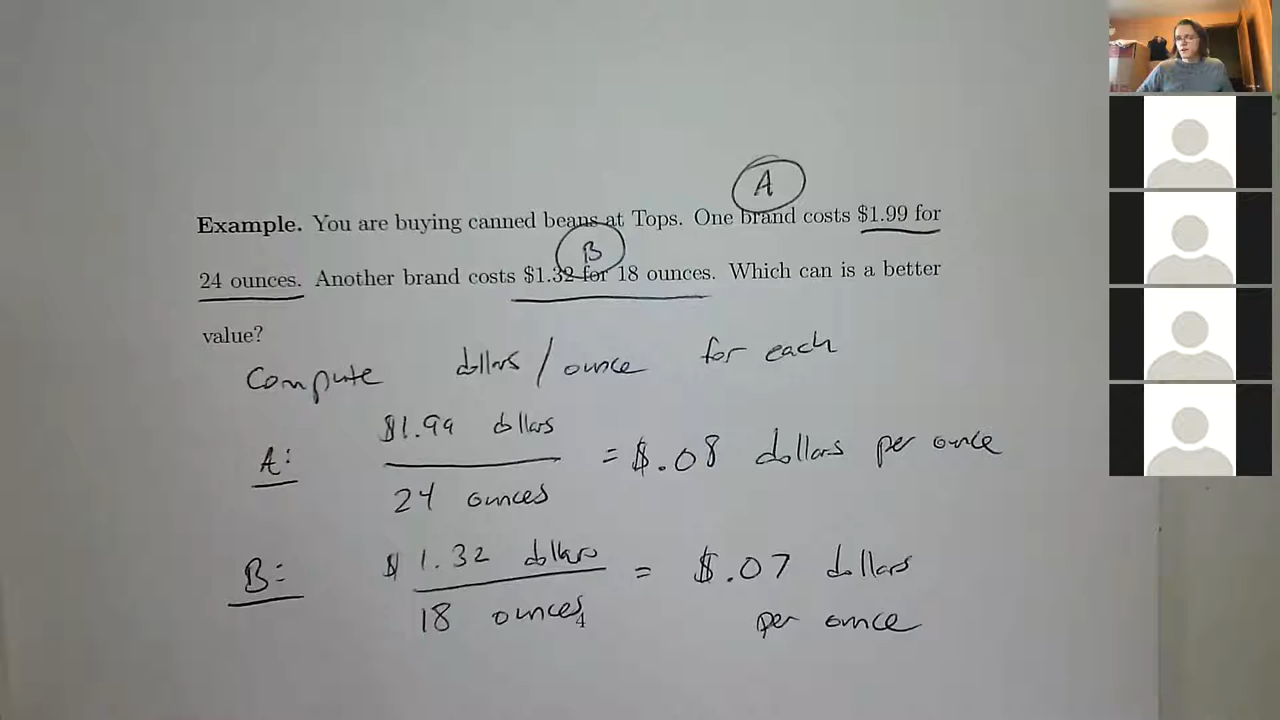 A
Example. You are buying canned beans at Tops. One brand costs $1.99 for
B
24 ounces. Another brand costs $1.32 for 18 ounces. Which can is a better
value?
Compute dollars / ounce for each
A: $1.99 dollars / 24 ounces = $.08 dollars per ounce
B: $1.32 dollars / 18 ounces = $.07 dollars
per ounce
4